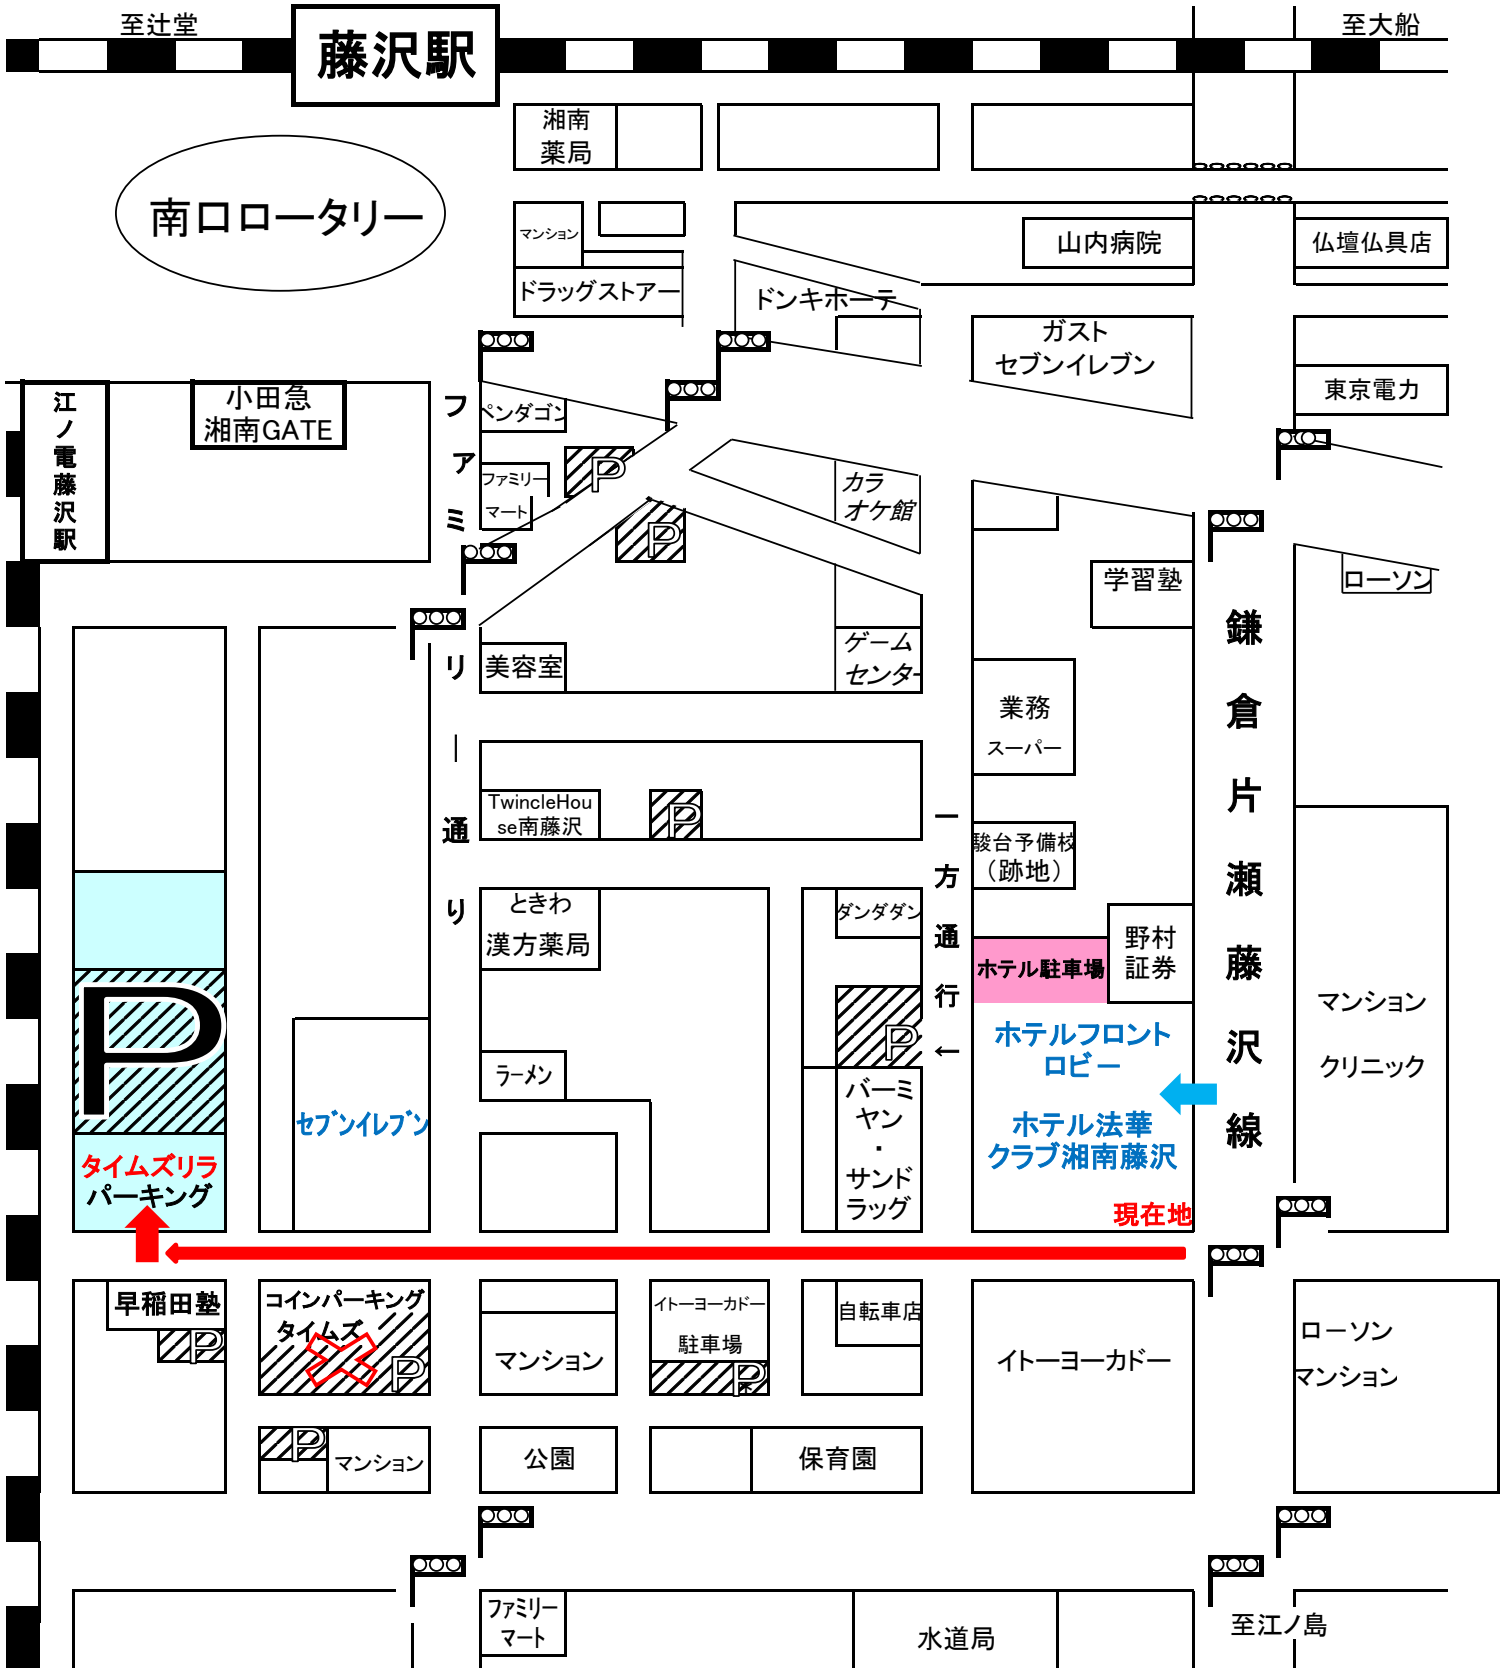 至辻堂
藤沢駅
至大船
湘南
薬局
南口ロータリー
マンション
山内病院
仏壇仏具店
ドラッグストアー
ドンキホーテ
ガスト
セブンイレブン
東京電力
江ノ電藤沢駅
小田急
湘南GATE
ペンダゴン
P
ファミリー
マート
カラ
オケ館
P
学習塾
ローソン
ファミリー通り
美容室
ゲーム
センター
業務
スーパー
鎌倉片瀬藤沢線
TwincleHou
se南藤沢
P
一方通行←
駿台予備校
（跡地）
ときわ
漢方薬局
ダンダダン
野村
証券
ホテル駐車場
P
P
マンション
クリニック
ホテルフロント
ロビー
ラーメン
セブンイレブン
バーミ
ヤン
・
サンド
ラッグ
ホテル法華
クラブ湘南藤沢
タイムズリラ
パーキング
現在地
早稲田塾
P
コインパーキング
タイムズ
P
マンション
イトーヨーカドー
駐車場
P
自転車店
イトーヨーカドー
ローソン
マンション
P
マンション
公園
保育園
ファミリー
マート
水道局
至江ノ島